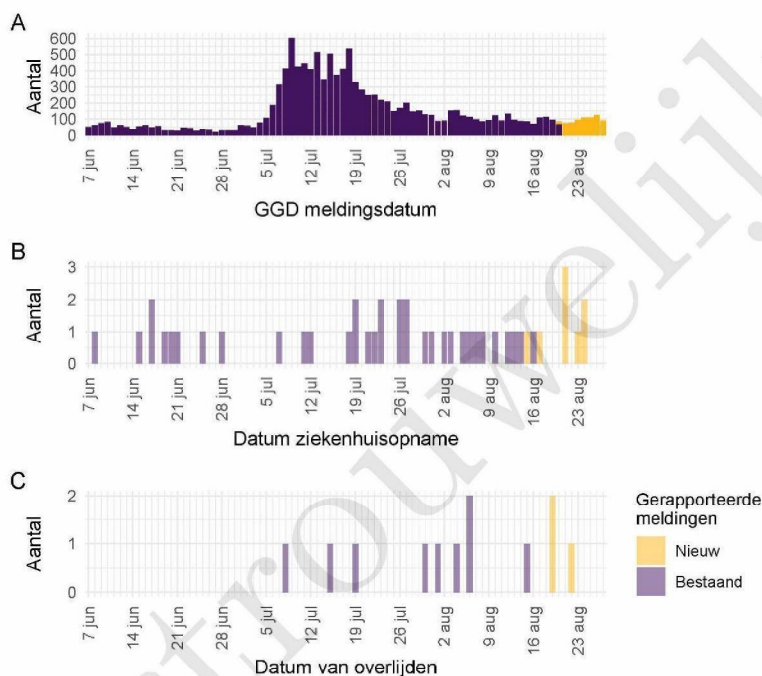 A
Aantal
600
500
400
300
200
100
0
7 jun 14 jun 21 jun 28 jun 5 jul 12 jul 19 jul 26 jul 2 aug 9 aug 16 aug 23 aug
GGD meldingsdatum
B
Aantal
3
2
1
0
7 jun 14 jun 21 jun 28 jun 5 jul 12 jul 19 jul 26 jul 2 aug 9 aug 16 aug 23 aug
Datum ziekenhuisopname
C
Aantal
2
1
0
7 jun 14 jun 21 jun 28 jun 5 jul 12 jul 19 jul 26 jul 2 aug 9 aug 16 aug 23 aug
Datum van overlijden
Gerapporteerde
meldingen
Nieuw
Bestaand
trouwelijk